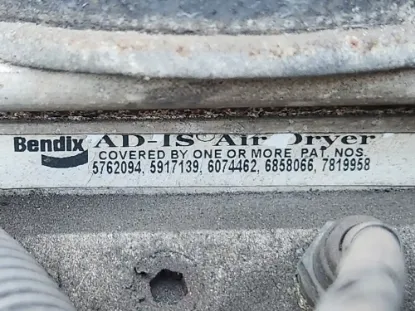 Bendix AD-IS® Air Dryer
COVERED BY ONE OR MORE PAT. NOS.
5762094, 5917139, 6074462, 6858066, 7819958